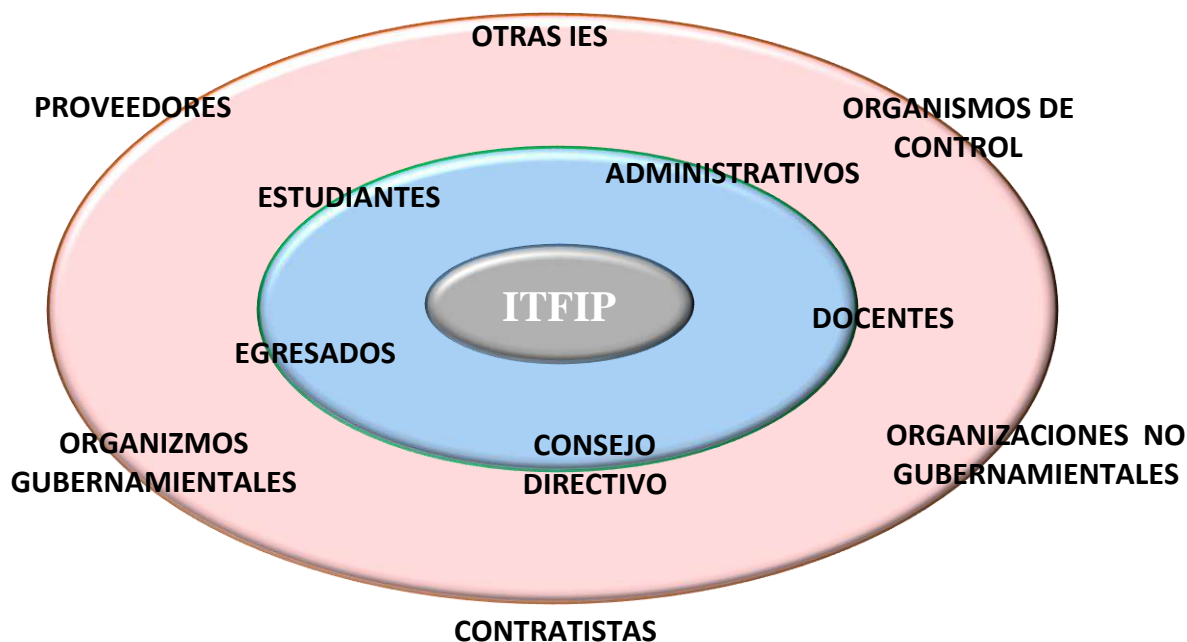 OTRAS IES
PROVEEDORES
ORGANISMOS DE
CONTROL
ADMINISTRATIVOS
ESTUDIANTES
ITFIP
DOCENTES
EGRESADOS
ORGANIZMOS
GUBERNAMIENTALES
CONSEJO
DIRECTIVO
ORGANIZACIONES NO
GUBERNAMIENTALES
CONTRATISTAS